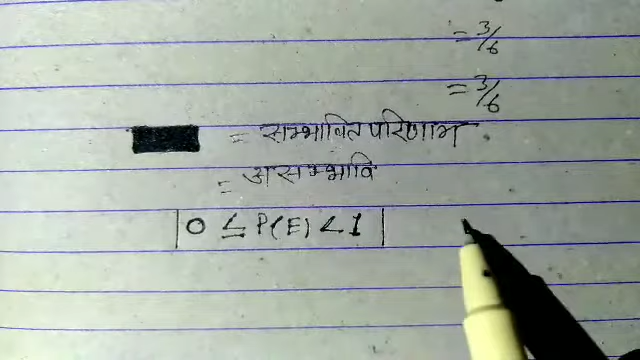 = 3/6
= 3/6
= सम्भावित परिणाम
= असम्भावि
0 ≤ P(E) < 1